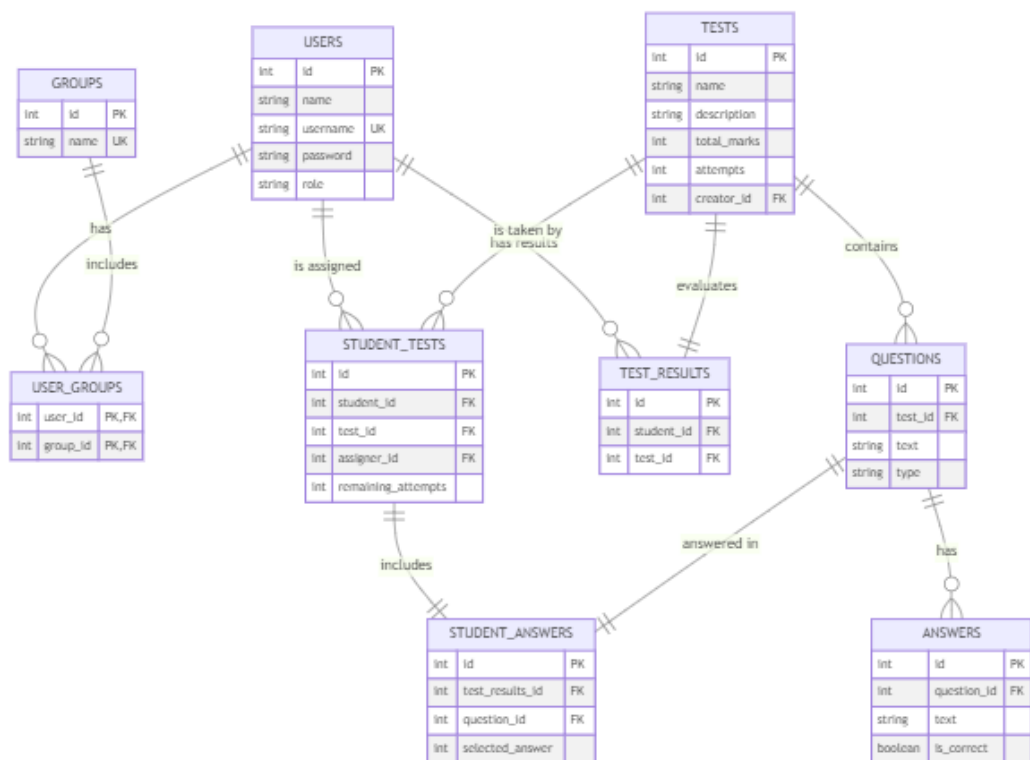 USERS
int id PK
string name
string username UK
string password
string role
TESTS
int id PK
string name
string description
int total_marks
int attempts
int creator_id FK
GROUPS
int id PK
string name UK
has
includes
is assigned
is taken by
has results
evaluates
contains
USER_GROUPS
int user_id PK,FK
int group_id PK,FK
STUDENT_TESTS
int id PK
int student_id FK
int test_id FK
int assigner_id FK
int remaining_attempts
TEST_RESULTS
int id PK
int student_id FK
int test_id FK
QUESTIONS
int id PK
int test_id FK
string text
string type
includes
answered in
has
STUDENT_ANSWERS
int id PK
int test_results_id FK
int question_id FK
int selected_answer
ANSWERS
int id PK
int question_id FK
string text
boolean is_correct